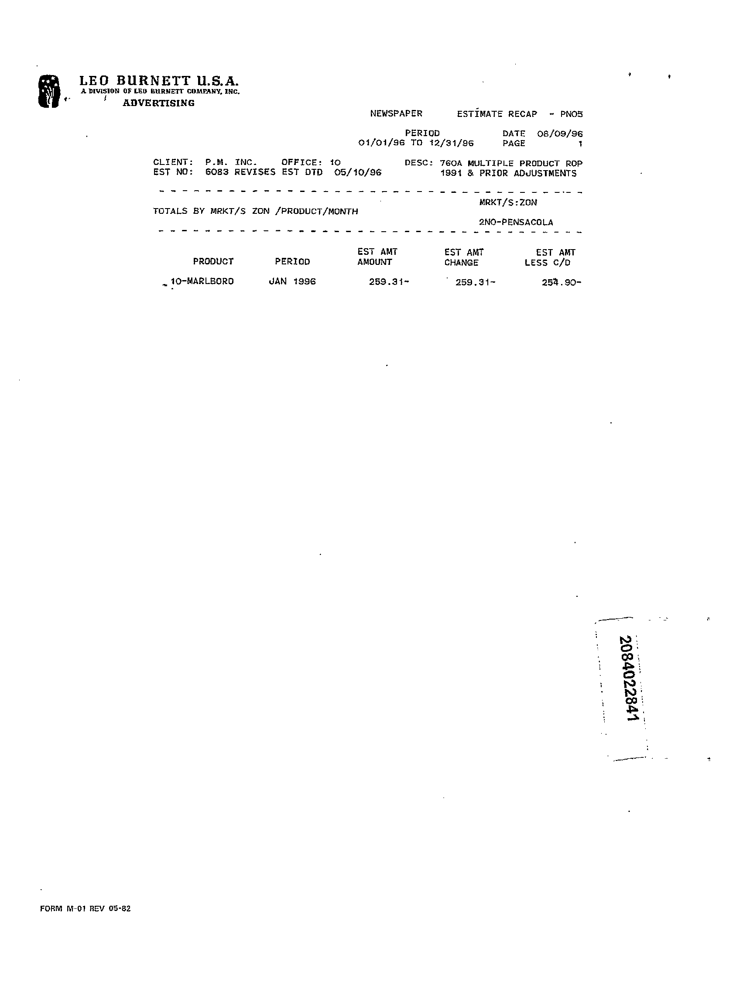 LEO BURNETT U.S.A.
A DIVISION OF LEO BURNETT COMPANY, INC.
ADVERTISING
NEWSPAPER ESTIMATE RECAP - PNO5
PERIOD DATE 08/09/96
01/01/96 TO 12/31/96 PAGE 1
CLIENT: P.M. INC. OFFICE: 10 DESC: 760A MULTIPLE PRODUCT ROP
EST NO: 6083 REVISES EST DTD 05/10/96 1991 & PRIOR ADJUSTMENTS
MRKT/S:ZON
TOTALS BY MRKT/S ZON /PRODUCT/MONTH
2NO-PENSACOLA
EST AMT EST AMT EST AMT
PRODUCT PERIOD AMOUNT CHANGE LESS C/D
10-MARLBORO JAN 1996 259.31- 259.31- 254.90-
2084022841
FORM M-01 REV 05-82